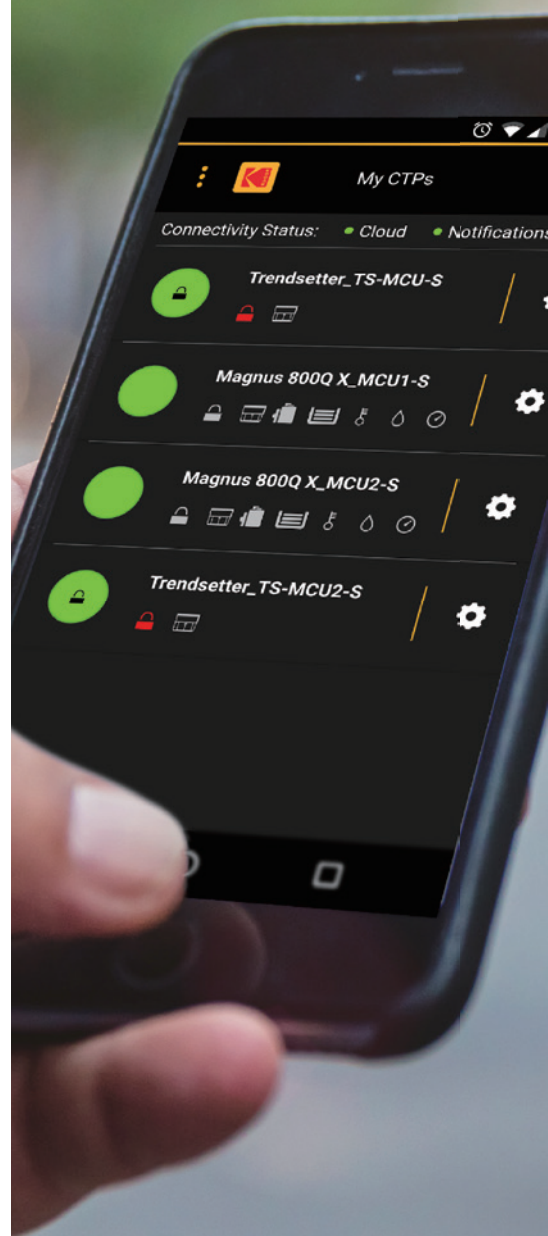 My CTPs
Connectivity Status: Cloud Notifications
Trendsetter_TS-MCU-S
Magnus 800Q X_MCU1-S
Magnus 800Q X_MCU2-S
Trendsetter_TS-MCU2-S